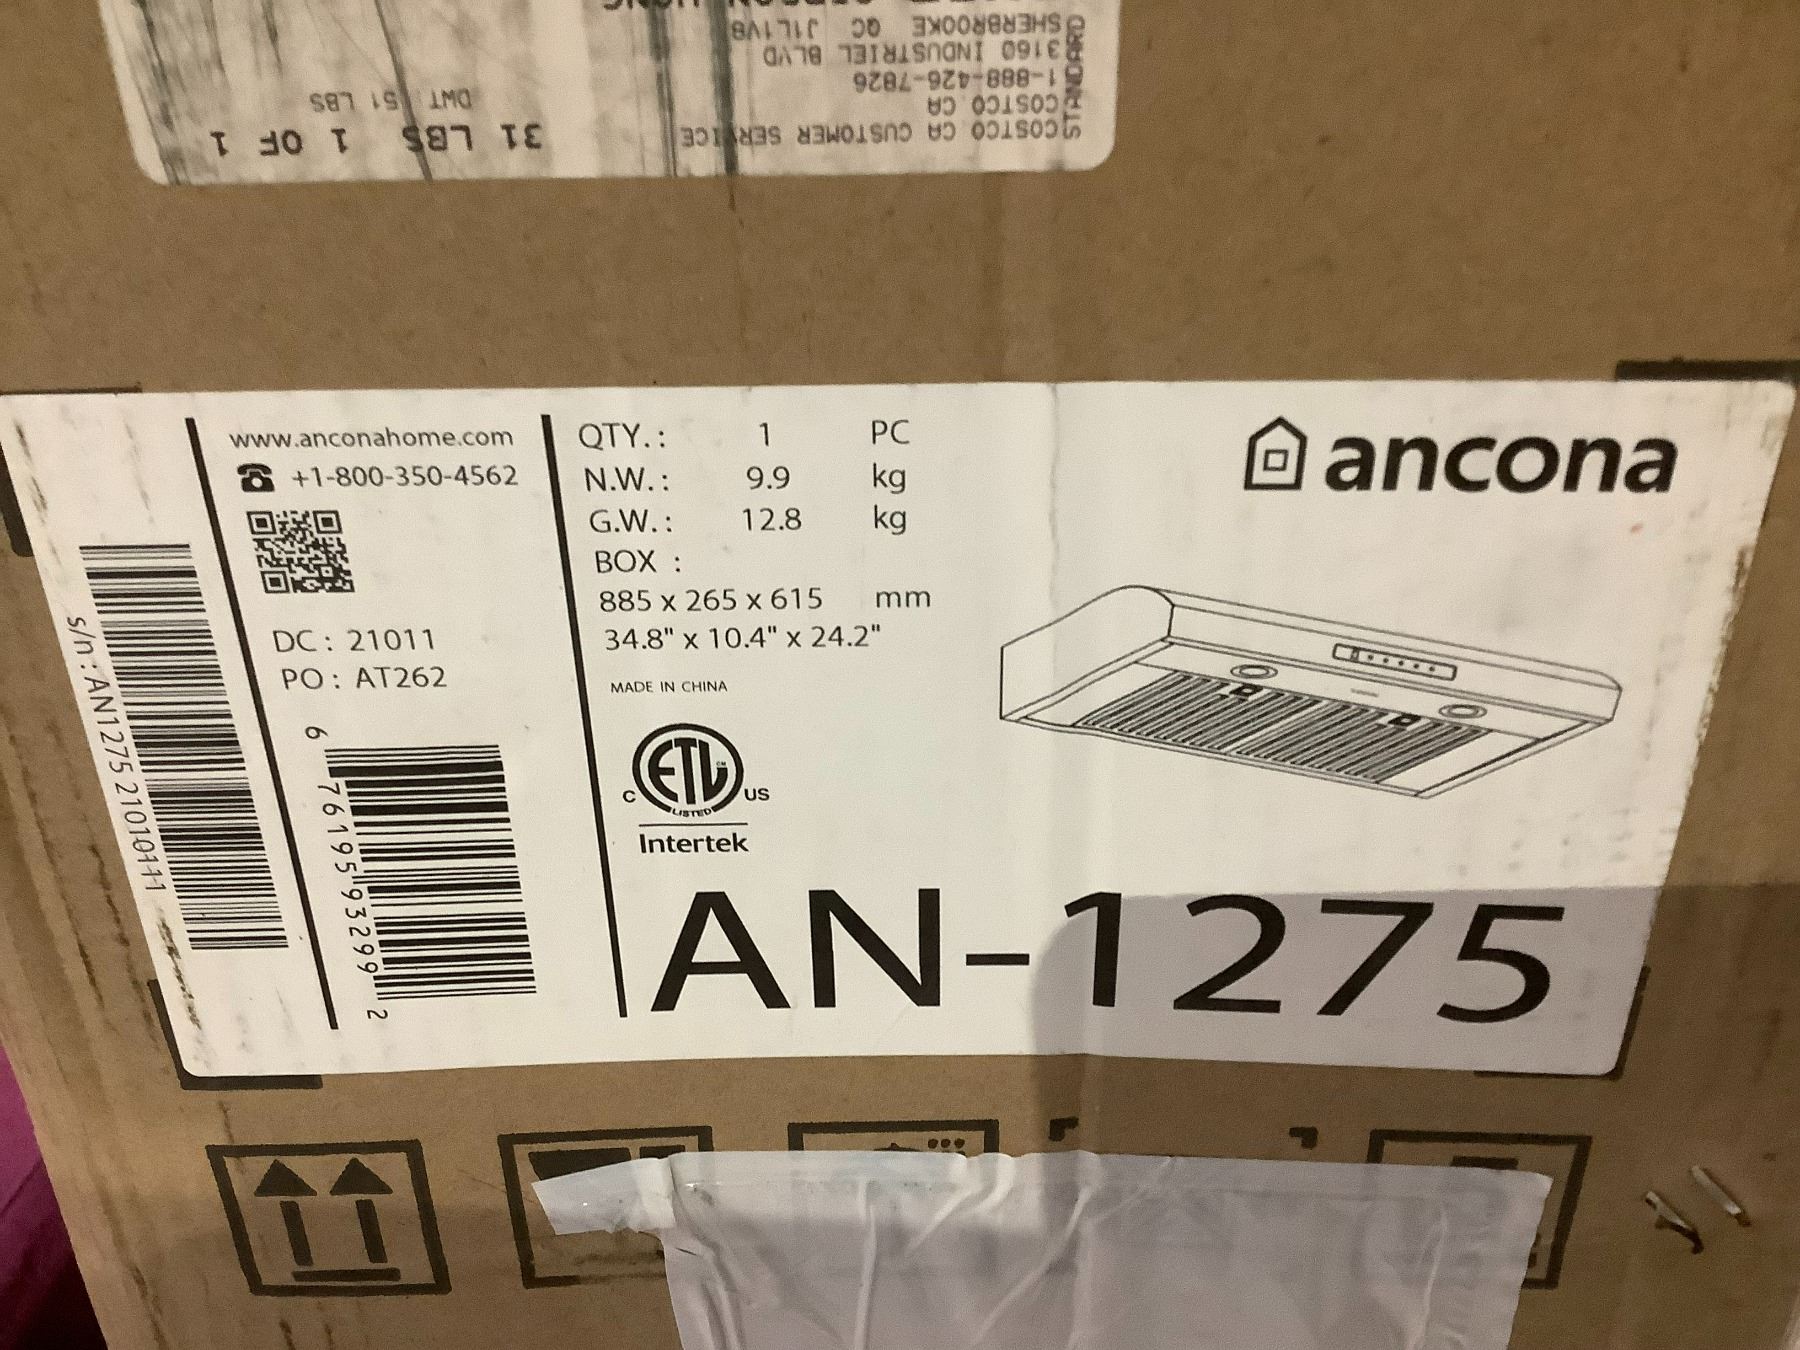 SHERBROOKE QC J1L1V8
3160 INDUSTRIEL BLVD
1-888-426-7826
COSTCO CA
COSTCO CA CUSTOMER SERVICE
STANDARD
DWT 51 LBS
31 LBS 1 OF 1
s/n: AN1275 21010111
www.anconahome.com
+1-800-350-4562
DC: 21011
PO: AT262
6 76195 93299 2
QTY.: 1 PC
N.W.: 9.9 kg
G.W.: 12.8 kg
BOX :
885 x 265 x 615 mm
34.8" x 10.4" x 24.2"
MADE IN CHINA
C ETL CM US
LISTED
Intertek
ancona
AN-1275